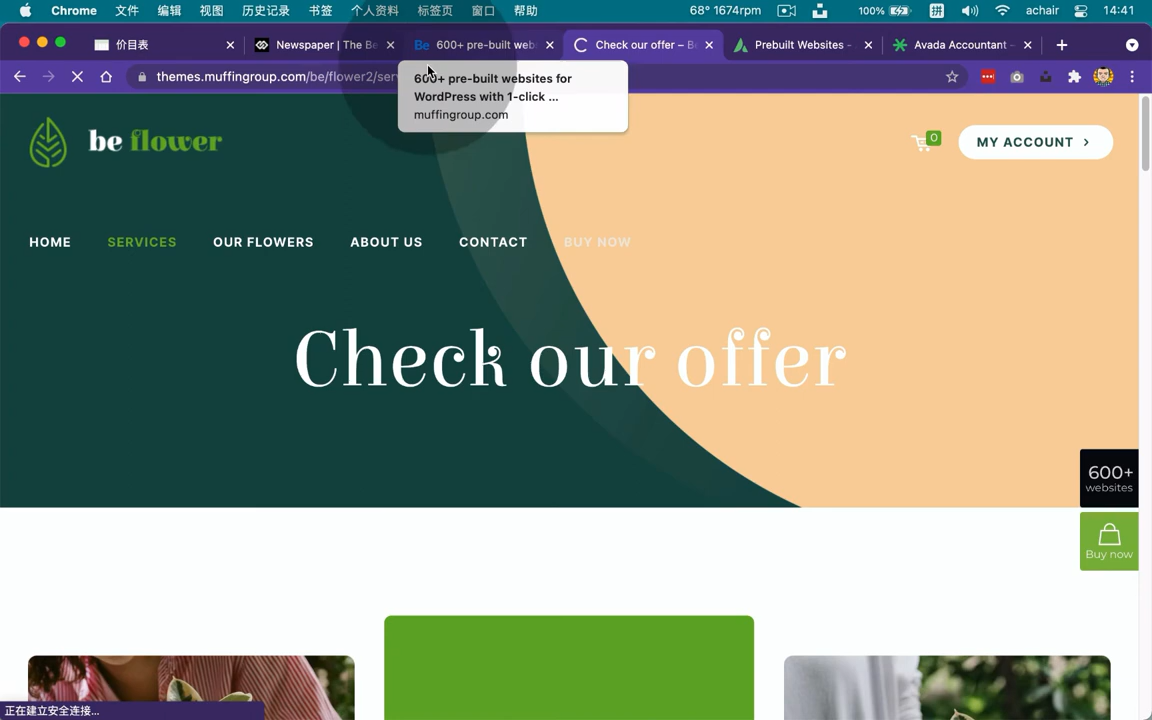 Chrome 文件 编辑 视图 历史记录 书签 个人资料 标签页 窗口 帮助 68° 1674rpm 100% 拼 achair 14:41
价目表 Newspaper | The Be 600+ pre-built web Check our offer – B Prebuilt Websites - Avada Accountant –
themes.muffingroup.com/be/flower2/ser
600+ pre-built websites for
WordPress with 1-click ...
muffingroup.com
be flower
0
MY ACCOUNT
HOME SERVICES OUR FLOWERS ABOUT US CONTACT BUY NOW
Check our offer
600+
websites
Buy now
正在建立安全连接...